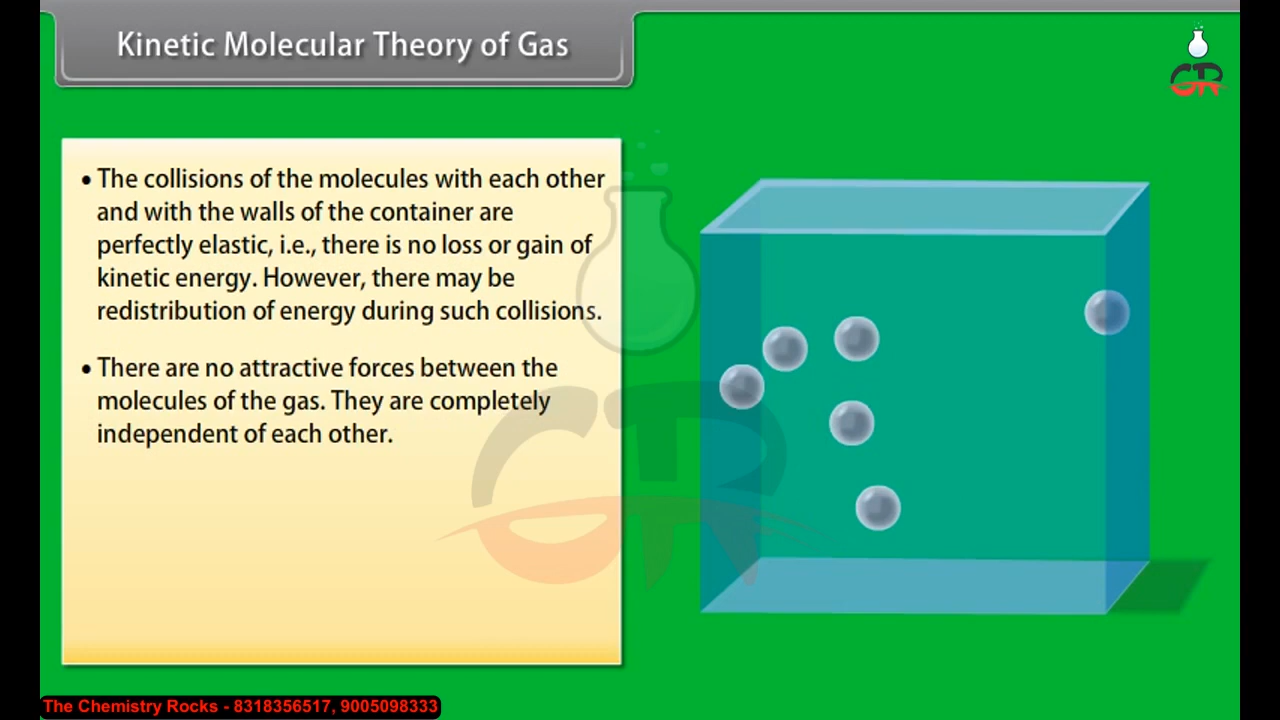 Kinetic Molecular Theory of Gas
GR
• The collisions of the molecules with each other
and with the walls of the container are
perfectly elastic, i.e., there is no loss or gain of
kinetic energy. However, there may be
redistribution of energy during such collisions.
• There are no attractive forces between the
molecules of the gas. They are completely
independent of each other.
GR
The Chemistry Rocks - 8318356517, 9005098333